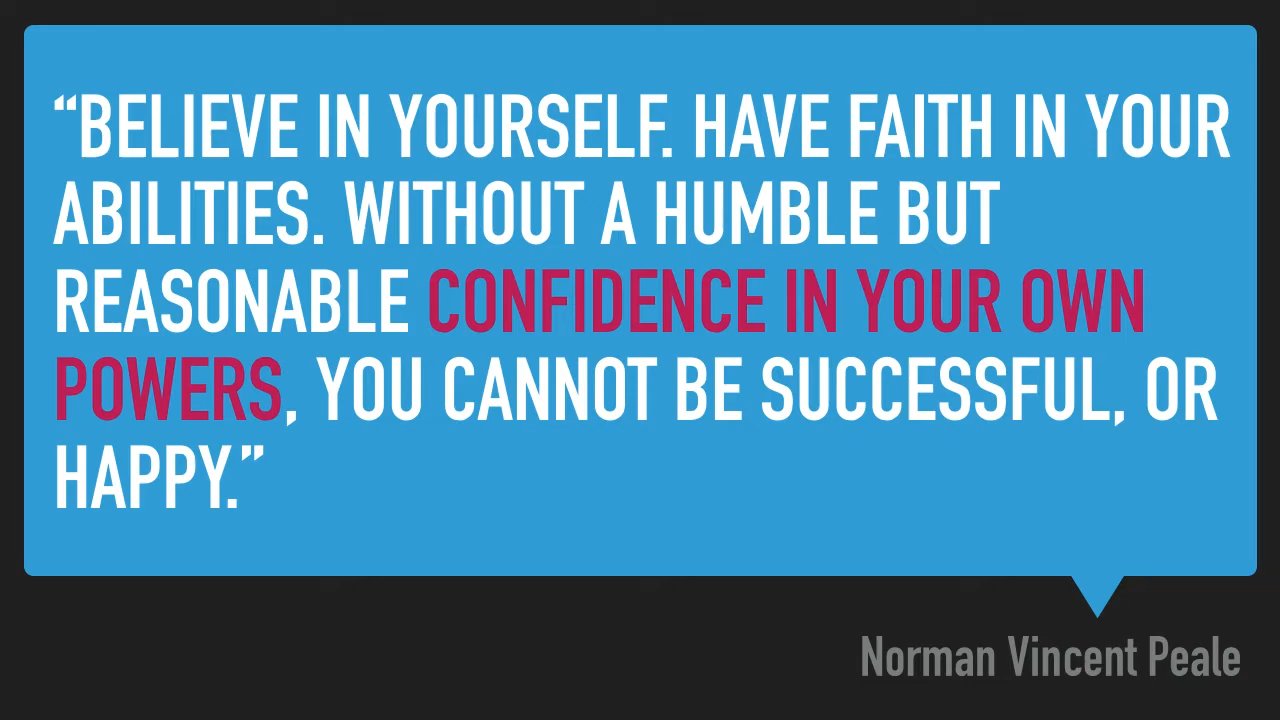 “BELIEVE IN YOURSELF. HAVE FAITH IN YOUR
ABILITIES. WITHOUT A HUMBLE BUT
REASONABLE CONFIDENCE IN YOUR OWN
POWERS, YOU CANNOT BE SUCCESSFUL, OR
HAPPY.”
Norman Vincent Peale